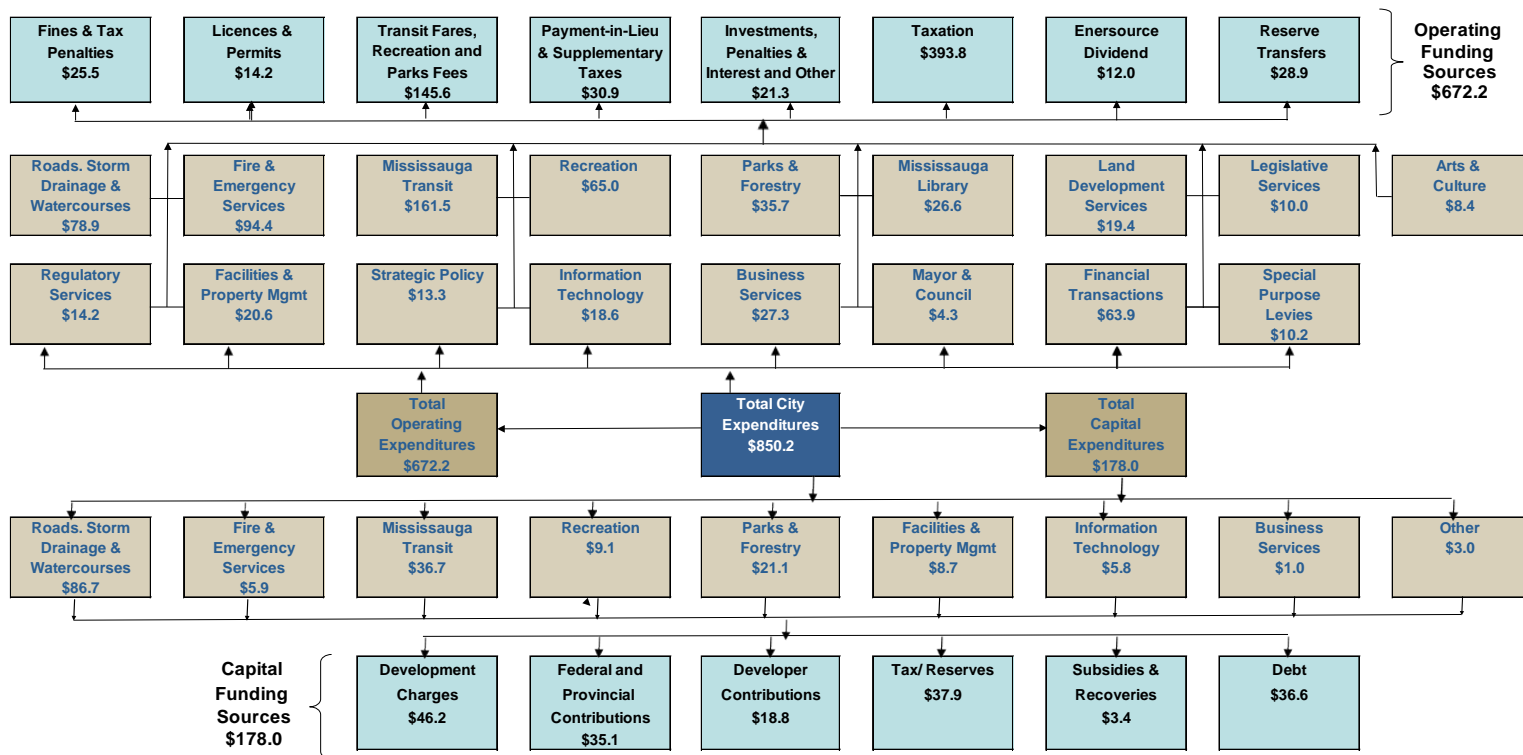 Fines & Tax
Penalties
$25.5
Licences &
Permits
$14.2
Transit Fares,
Recreation and
Parks Fees
$145.6
Payment-in-Lieu
& Supplementary
Taxes
$30.9
Investments,
Penalties &
Interest and Other
$21.3
Taxation
$393.8
Enersource
Dividend
$12.0
Reserve
Transfers
$28.9
Operating
Funding
Sources
$672.2
Roads. Storm
Drainage &
Watercourses
$78.9
Fire &
Emergency
Services
$94.4
Mississauga
Transit
$161.5
Recreation
$65.0
Parks &
Forestry
$35.7
Mississauga
Library
$26.6
Land
Development
Services
$19.4
Legislative
Services
$10.0
Arts &
Culture
$8.4
Regulatory
Services
$14.2
Facilities &
Property Mgmt
$20.6
Strategic Policy
$13.3
Information
Technology
$18.6
Business
Services
$27.3
Mayor &
Council
$4.3
Financial
Transactions
$63.9
Special
Purpose
Levies
$10.2
Total
Operating
Expenditures
$672.2
Total City
Expenditures
$850.2
Total
Capital
Expenditures
$178.0
Roads. Storm
Drainage &
Watercourses
$86.7
Fire &
Emergency
Services
$5.9
Mississauga
Transit
$36.7
Recreation
$9.1
Parks &
Forestry
$21.1
Facilities &
Property Mgmt
$8.7
Information
Technology
$5.8
Business
Services
$1.0
Other
$3.0
Capital
Funding
Sources
$178.0
Development
Charges
$46.2
Federal and
Provincial
Contributions
$35.1
Developer
Contributions
$18.8
Tax/ Reserves
$37.9
Subsidies &
Recoveries
$3.4
Debt
$36.6